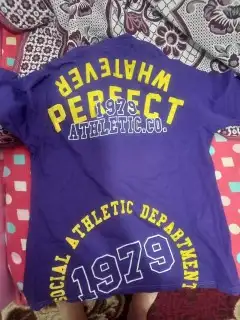 WHATEVER
PERFECT
1978
ATHLETIC.CO.
SOCIAL ATHLETIC DEPARTMENT
1979